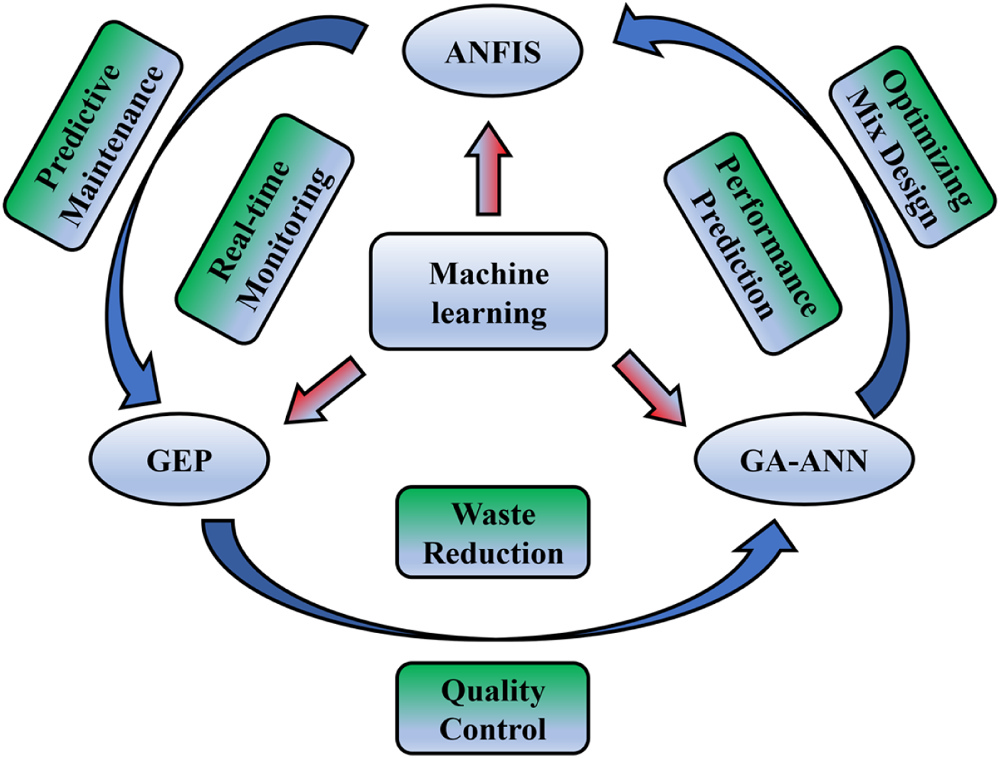 ANFIS
Predictive
Maintenance
Real-time
Monitoring
Performance
Prediction
Optimizing
Mix Design
Machine
learning
GEP
GA-ANN
Waste
Reduction
Quality
Control